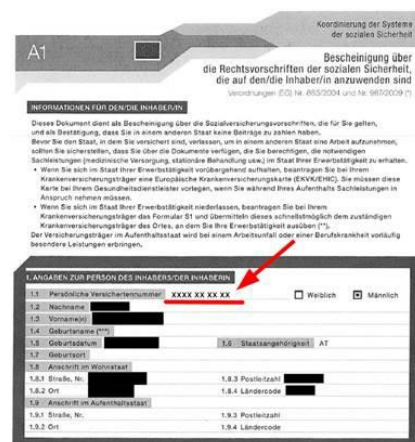 A1
Koordinierung der Systeme
der sozialen Sicherheit
Bescheinigung über
die Rechtsvorschriften der sozialen Sicherheit,
die auf den/die Inhaber/in anzuwenden sind
Verordnungen (EG) Nr. 883/2004 und Nr. 987/2009 (*)
INFORMATIONEN FÜR DEN/DIE INHABER/IN
Dieses Dokument dient als Bescheinigung über die Sozialversicherungsvorschriften, die für Sie gelten,
und als Bestätigung, dass Sie in einem anderen Staat keine Beiträge zu zahlen haben.
Bevor Sie den Staat, in dem Sie versichert sind, verlassen, um in einem anderen Staat eine Arbeit aufzunehmen,
sollten Sie sicherstellen, dass Sie über die Dokumente verfügen, die Sie berechtigen, die notwendigen
Sachleistungen (medizinische Versorgung, stationäre Behandlung usw.) im Staat Ihrer Erwerbstätigkeit zu erhalten.
• Wenn Sie sich im Staat Ihrer Erwerbstätigkeit vorübergehend aufhalten, beantragen Sie bei Ihrem
Krankenversicherungsträger eine Europäische Krankenversicherungskarte (EKVK/EHIC). Sie müssen diese
Karte bei Ihrem Gesundheitsdienstleister vorlegen, wenn Sie während Ihres Aufenthalts Sachleistungen in
Anspruch nehmen müssen.
• Wenn Sie sich im Staat Ihrer Erwerbstätigkeit niederlassen, beantragen Sie bei Ihrem
Krankenversicherungsträger das Formular S1 und übermitteln dieses schnellstmöglich dem zuständigen
Krankenversicherungsträger des Ortes, an dem Sie Ihre Erwerbstätigkeit ausüben (**).
Der Versicherungsträger im Aufenthaltsstaat wird bei einem Arbeitsunfall oder einer Berufskrankheit vorläufig
besondere Leistungen erbringen.
1. ANGABEN ZUR PERSON DES INHABERS/DER INHABERIN
1.1 Persönliche Versichertennummer XXXX XX XX XX Weiblich Männlich
1.2 Nachname
1.3 Vorname(n)
1.4 Geburtsname (***)
1.5 Geburtsdatum 1.6 Staatsangehörigkeit AT
1.7 Geburtsort
1.8 Anschrift im Wohnstaat
1.8.1 Straße, Nr. 1.8.3 Postleitzahl
1.8.2 Ort 1.8.4 Ländercode
1.9 Anschrift im Aufenthaltsstaat
1.9.1 Straße, Nr. 1.9.3 Postleitzahl
1.9.2 Ort 1.9.4 Ländercode